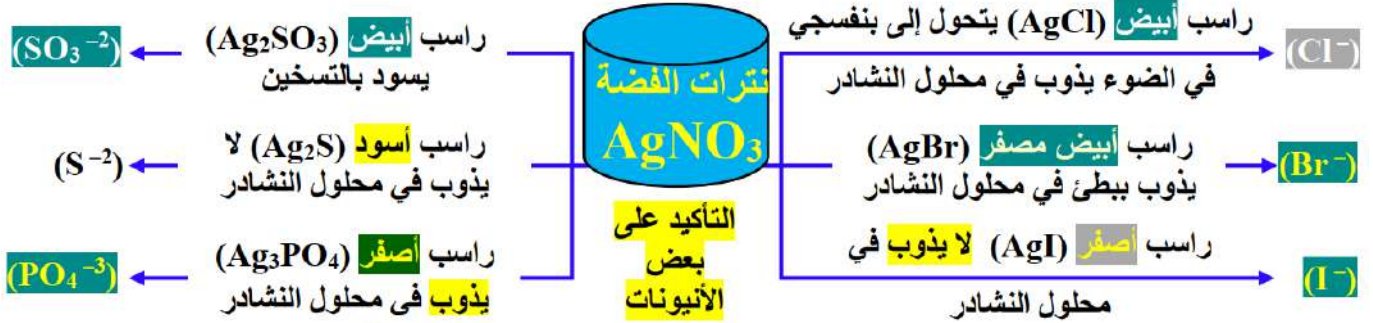 راسب أبيض (AgCl) يتحول إلى بنفسجي
في الضوء يذوب في محلول النشادر
(Cl⁻)
راسب أبيض مصفر (AgBr)
يذوب ببطئ في محلول النشادر
(Br⁻)
راسب أصفر (AgI) لا يذوب في
محلول النشادر
(I⁻)
نترات الفضة
AgNO₃
التأكيد على
بعض
الأنيونات
راسب أبيض (Ag₂SO₃)
يسود بالتسخين
(SO₃⁻²)
راسب أسود (Ag₂S) لا
يذوب في محلول النشادر
(S⁻²)
راسب أصفر (Ag₃PO₄)
يذوب فى محلول النشادر
(PO₄⁻³)